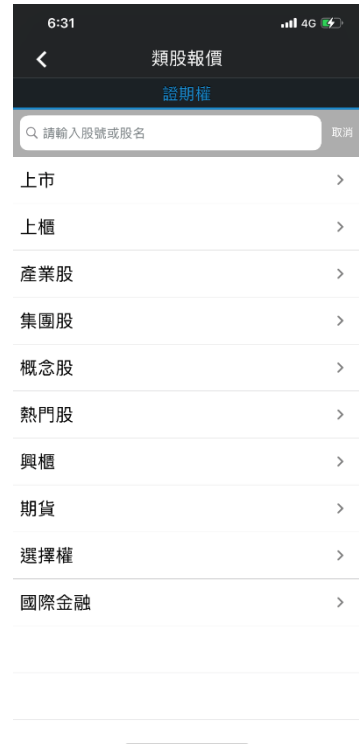 6:31
4G
類股報價
證期權
請輸入股號或股名
取消
上市
上櫃
產業股
集團股
概念股
熱門股
興櫃
期貨
選擇權
國際金融